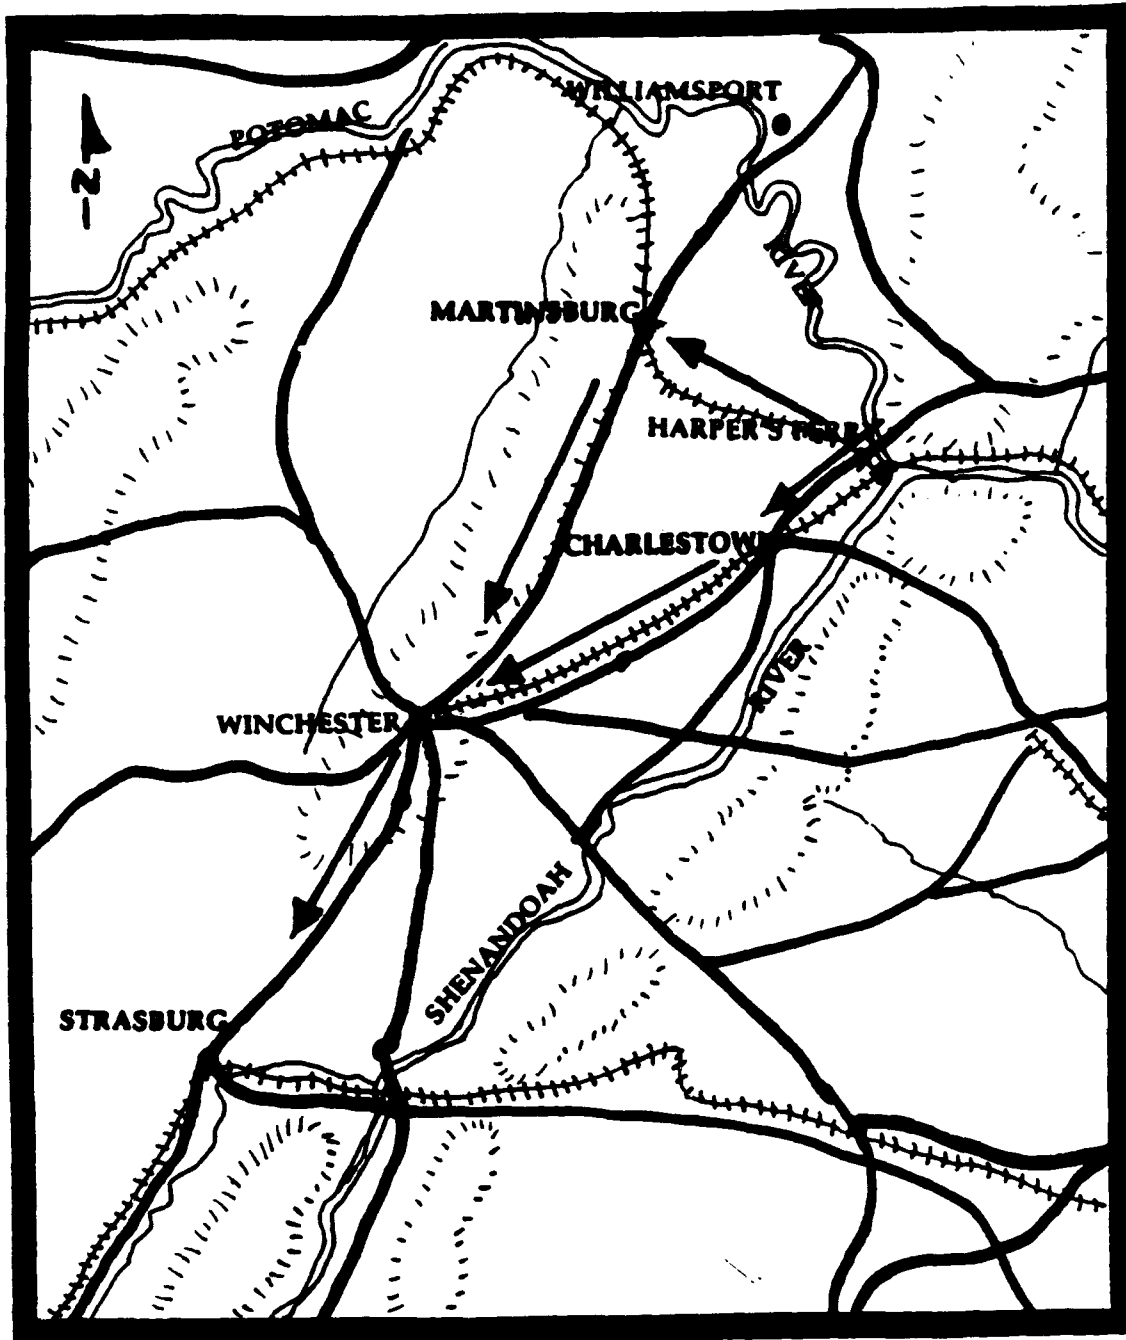 WILLIAMSPORT
POTOMAC
N
RIVER
MARTINSBURG
HARPER'S FERRY
CHARLESTOWN
RIVER
WINCHESTER
SHENANDOAH
STRASBURG